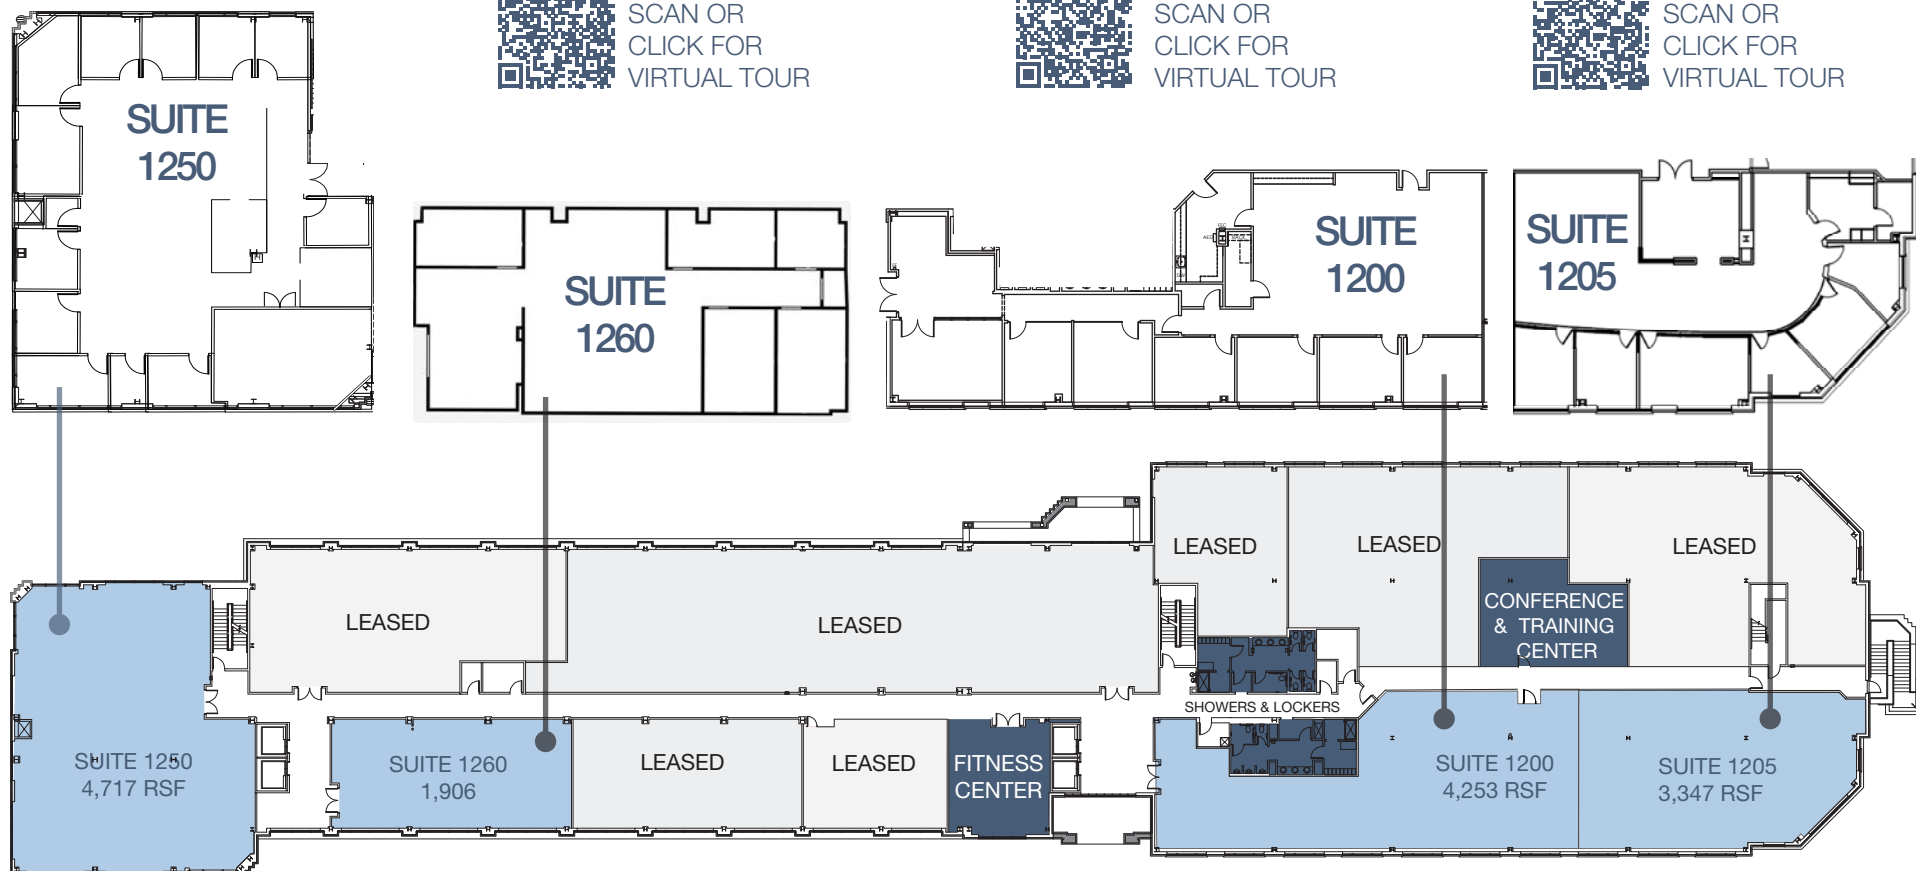 SCAN OR
CLICK FOR
VIRTUAL TOUR
SCAN OR
CLICK FOR
VIRTUAL TOUR
SCAN OR
CLICK FOR
VIRTUAL TOUR
SUITE
1250
SUITE
1260
SUITE
1200
SUITE
1205
LEASED
LEASED
LEASED
LEASED
LEASED
CONFERENCE
& TRAINING
CENTER
SHOWERS & LOCKERS
SUITE 1250
4,717 RSF
SUITE 1260
1,906
LEASED
LEASED
FITNESS
CENTER
SUITE 1200
4,253 RSF
SUITE 1205
3,347 RSF